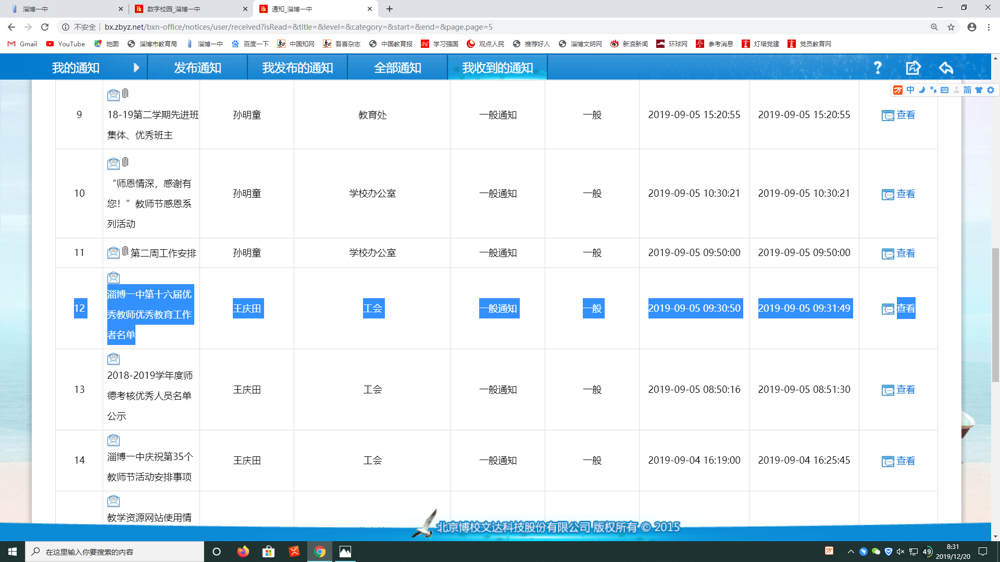 淄博一中
数字校园_淄博一中
通知_淄博一中
不安全 | bx.zbyz.net/bxn-office/notices/user/received?isRead=&title=&level=&category=&start=&end=&page.page=5
Gmail YouTube 地图 淄博市教育局 淄博一中 百度一下 中国知网 吾喜杂志 中国教育报 学习强国 观点人民 推荐好人 淄博文明网 新浪新闻 环球网 参考消息 灯塔党建 党员教育网
我的通知 发布通知 我发布的通知 全部通知 我收到的通知
中 简
9 18-19第二学期先进班 孙明童 教育处 一般通知 一般 2019-09-05 15:20:55 2019-09-05 15:20:55 查看
集体、优秀班主
“师恩情深，感谢有
10 您！”教师节感恩系 孙明童 学校办公室 一般通知 一般 2019-09-05 10:30:21 2019-09-05 10:30:21 查看
列活动
11 第二周工作安排 孙明童 学校办公室 一般通知 一般 2019-09-05 09:50:00 2019-09-05 09:50:00 查看
淄博一中第十六届优
12 秀教师优秀教育工作 王庆田 工会 一般通知 一般 2019-09-05 09:30:50 2019-09-05 09:31:49 查看
者名单
2018-2019学年度师
13 德考核优秀人员名单 王庆田 工会 一般通知 一般 2019-09-05 08:50:16 2019-09-05 08:51:30 查看
公示
14 淄博一中庆祝第35个 王庆田 工会 一般通知 一般 2019-09-04 16:19:00 2019-09-04 16:25:45 查看
教师节活动安排事项
教学资源网站使用情
北京博校文达科技股份有限公司 版权所有 © 2015
在这里输入你要搜索的内容
49
8:31
2019/12/20